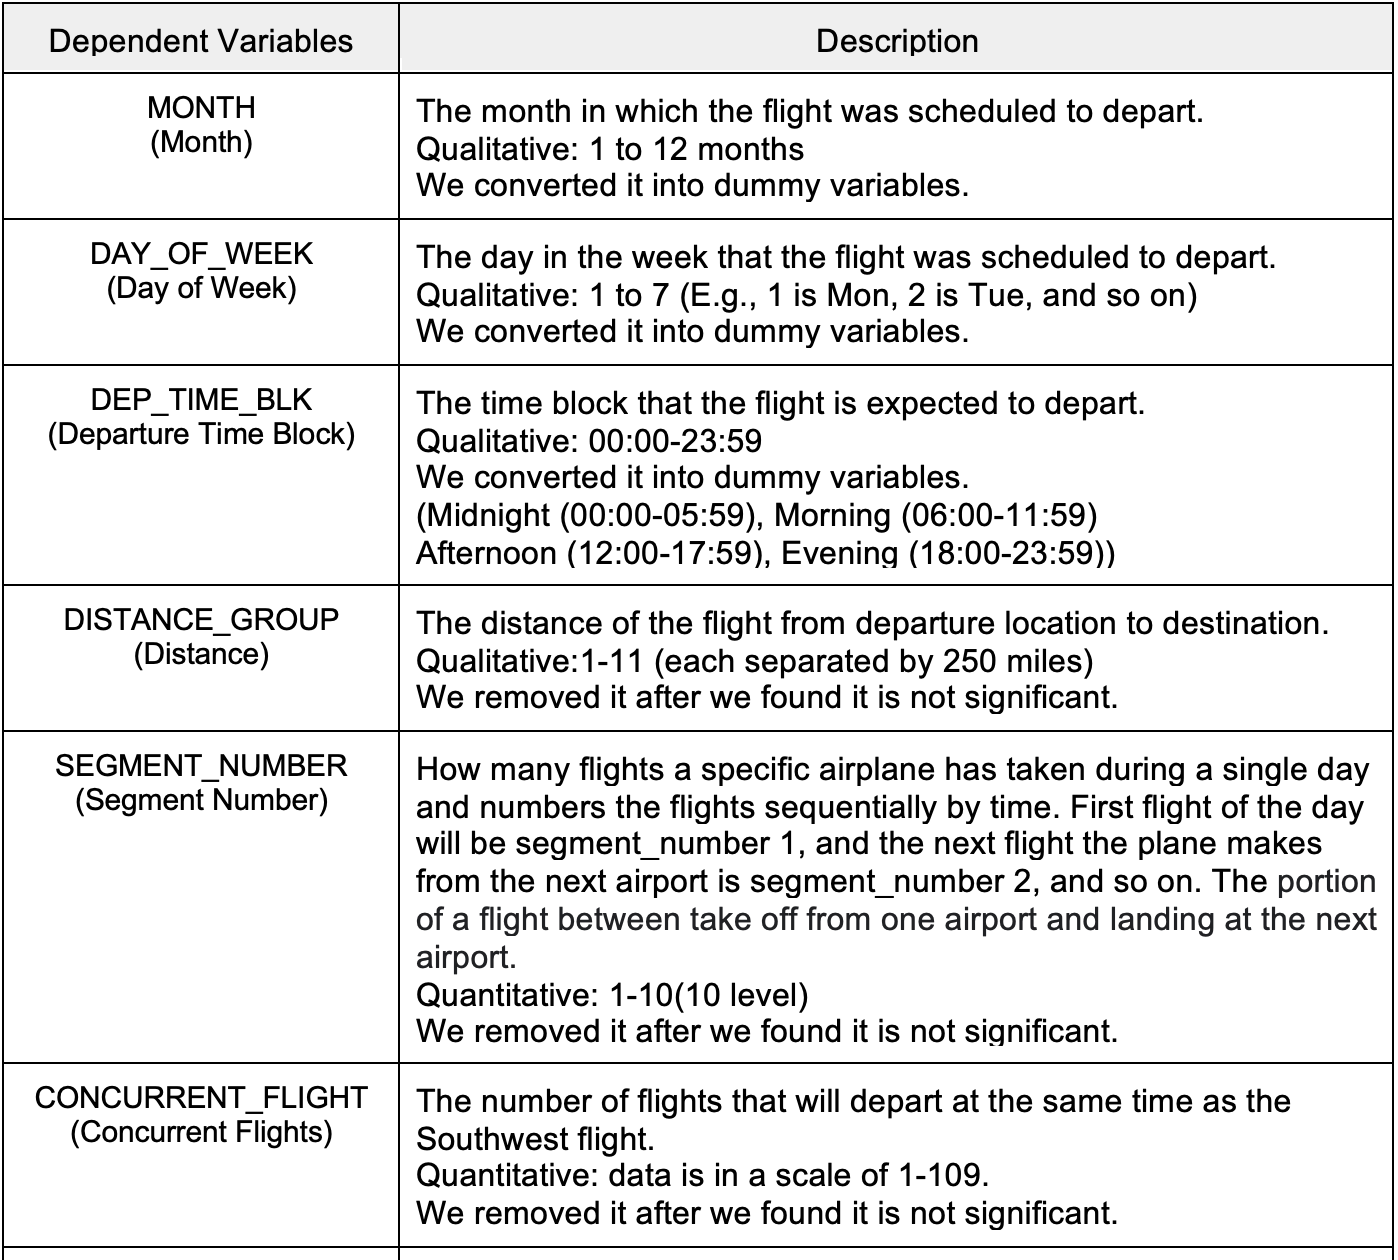 Dependent Variables
Description
MONTH
(Month)
The month in which the flight was scheduled to depart.
Qualitative: 1 to 12 months
We converted it into dummy variables.
DAY_OF_WEEK
(Day of Week)
The day in the week that the flight was scheduled to depart.
Qualitative: 1 to 7 (E.g., 1 is Mon, 2 is Tue, and so on)
We converted it into dummy variables.
DEP_TIME_BLK
(Departure Time Block)
The time block that the flight is expected to depart.
Qualitative: 00:00-23:59
We converted it into dummy variables.
(Midnight (00:00-05:59), Morning (06:00-11:59)
Afternoon (12:00-17:59), Evening (18:00-23:59))
DISTANCE_GROUP
(Distance)
The distance of the flight from departure location to destination.
Qualitative:1-11 (each separated by 250 miles)
We removed it after we found it is not significant.
SEGMENT_NUMBER
(Segment Number)
How many flights a specific airplane has taken during a single day
and numbers the flights sequentially by time. First flight of the day
will be segment_number 1, and the next flight the plane makes
from the next airport is segment_number 2, and so on. The portion
of a flight between take off from one airport and landing at the next
airport.
Quantitative: 1-10(10 level)
We removed it after we found it is not significant.
CONCURRENT_FLIGHT
(Concurrent Flights)
The number of flights that will depart at the same time as the
Southwest flight.
Quantitative: data is in a scale of 1-109.
We removed it after we found it is not significant.